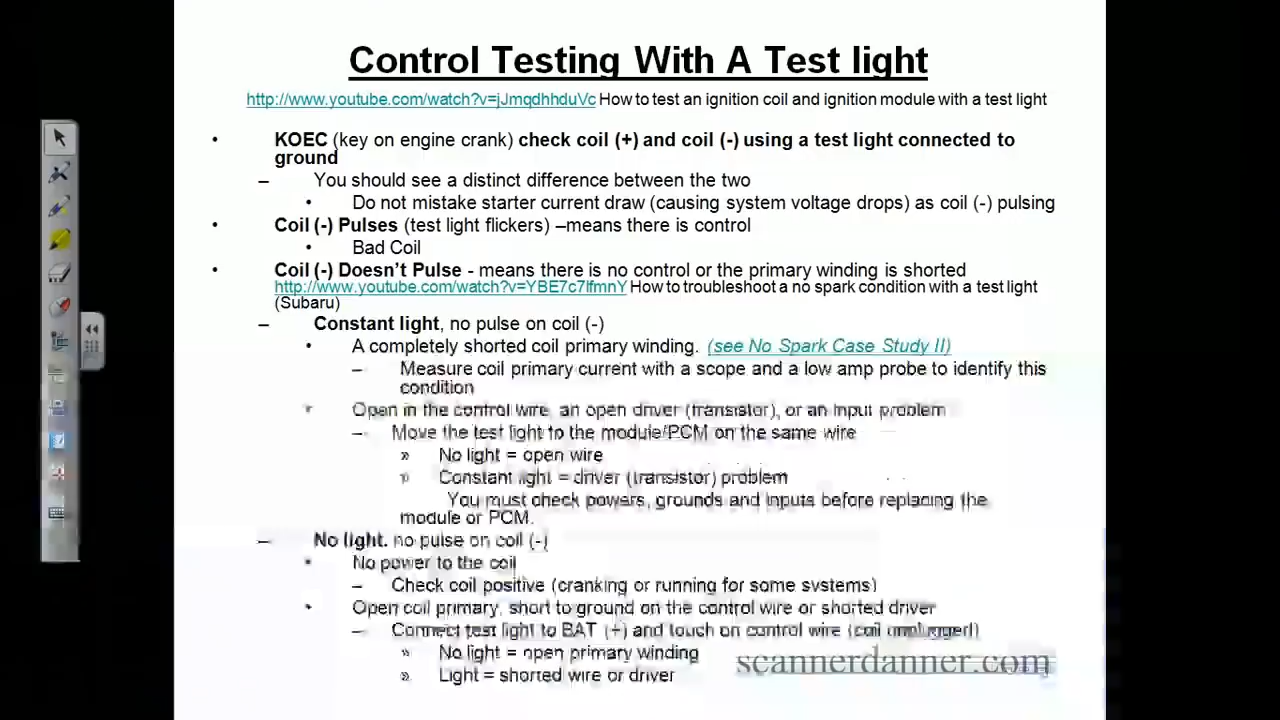 Control Testing With A Test light
http://www.youtube.com/watch?v=jJmqdhhduVc How to test an ignition coil and ignition module with a test light
• KOEC (key on engine crank) check coil (+) and coil (-) using a test light connected to
ground
– You should see a distinct difference between the two
• Do not mistake starter current draw (causing system voltage drops) as coil (-) pulsing
• Coil (-) Pulses (test light flickers) –means there is control
• Bad Coil
• Coil (-) Doesn't Pulse - means there is no control or the primary winding is shorted
http://www.youtube.com/watch?v=YBE7c7lfmnY How to troubleshoot a no spark condition with a test light
(Subaru)
– Constant light, no pulse on coil (-)
• A completely shorted coil primary winding. (see No Spark Case Study II)
– Measure coil primary current with a scope and a low amp probe to identify this
condition
• Open in the control wire, an open driver (transistor), or an input problem
– Move the test light to the module/PCM on the same wire
» No light = open wire
» Constant light = driver (transistor) problem
You must check powers, grounds and inputs before replacing the
module or PCM.
– No light. no pulse on coil (-)
• No power to the coil
– Check coil positive (cranking or running for some systems)
• Open coil primary, short to ground on the control wire or shorted driver
– Connect test light to BAT (+) and touch on control wire (coil unplugged!)
» No light = open primary winding
» Light = shorted wire or driver
scannerdanner.com